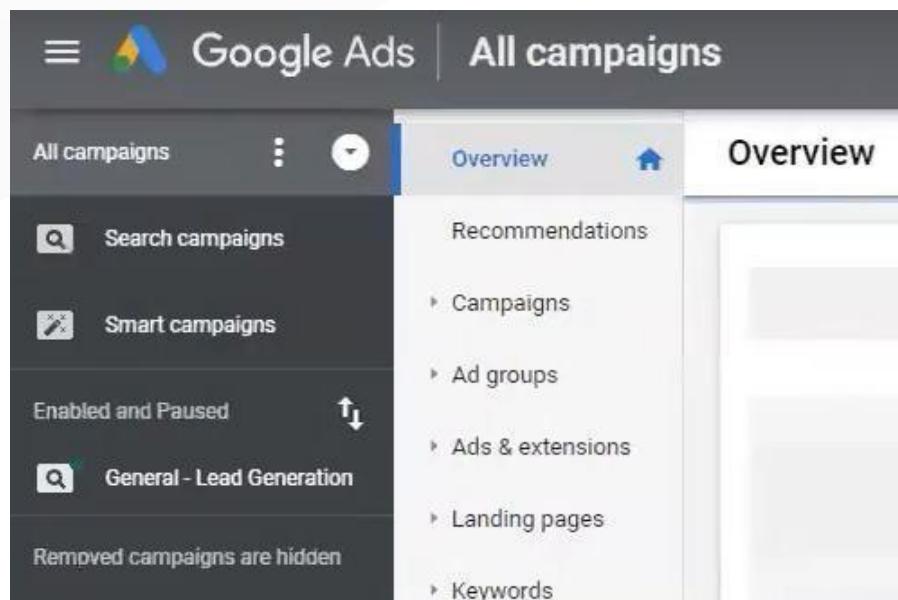 Google Ads
All campaigns
All campaigns
Search campaigns
Smart campaigns
Enabled and Paused
General - Lead Generation
Removed campaigns are hidden
Overview
Recommendations
Campaigns
Ad groups
Ads & extensions
Landing pages
Keywords
Overview